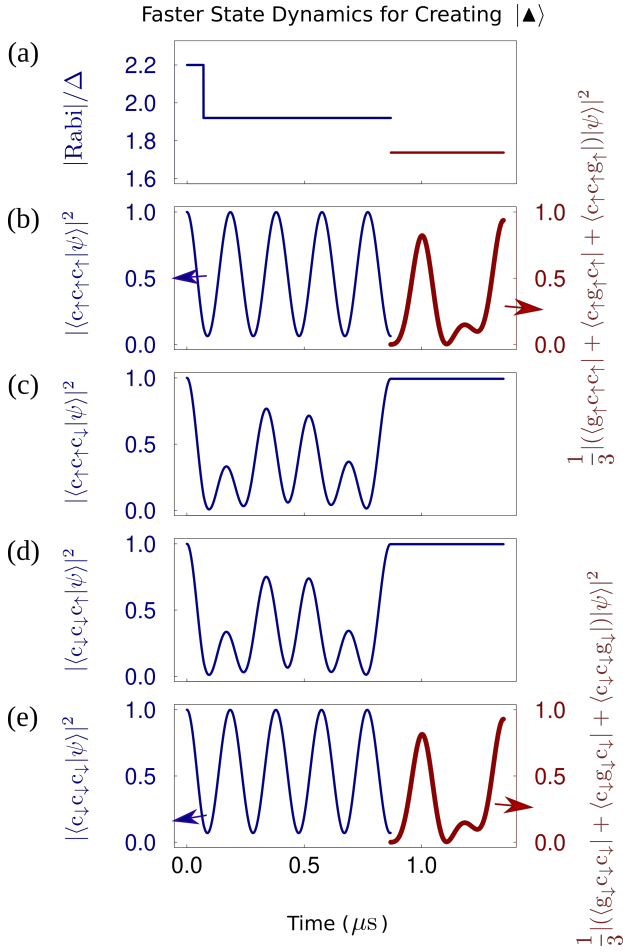 Faster State Dynamics for Creating |▲⟩
(a)
|Rabi|/Δ
2.2
2.0
1.8
1.6
(b)
|⟨c↑c↑c↑|ψ⟩|²
1.0
0.5
0.0
1.0
0.5
0.0
1/3|(⟨g↑c↑c↑| + ⟨c↑g↑c↑| + ⟨c↑c↑g↑|)|ψ⟩|²
(c)
|⟨c↑c↑c↓|ψ⟩|²
1.0
0.5
0.0
(d)
|⟨c↓c↓c↑|ψ⟩|²
1.0
0.5
0.0
(e)
|⟨c↓c↓c↓|ψ⟩|²
1.0
0.5
0.0
1.0
0.5
0.0
1/3|(⟨g↓c↓c↓| + ⟨c↓g↓c↓| + ⟨c↓c↓g↓|)|ψ⟩|²
0.0 0.5 1.0
Time (μs)